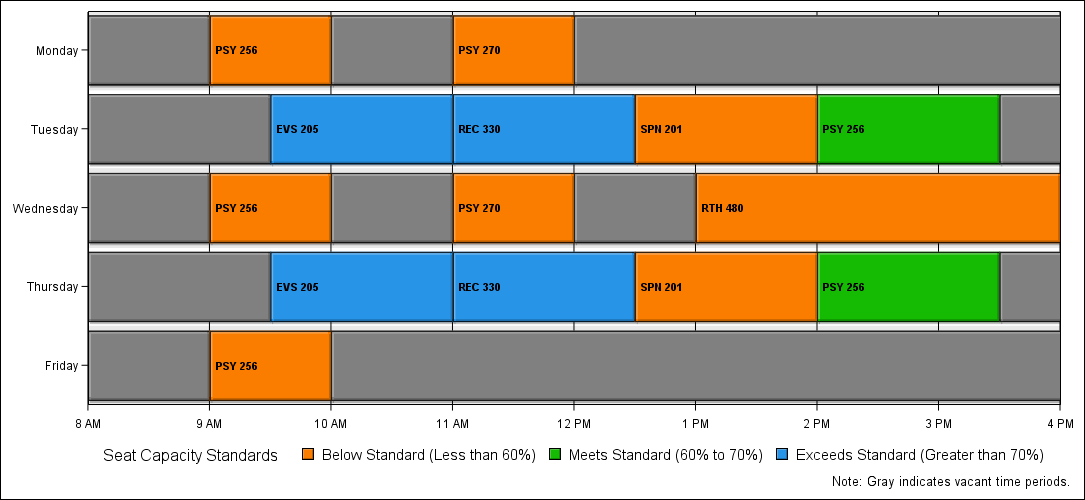 Monday PSY 256 PSY 270
Tuesday EVS 205 REC 330 SPN 201 PSY 256
Wednesday PSY 256 PSY 270 RTH 480
Thursday EVS 205 REC 330 SPN 201 PSY 256
Friday PSY 256
8 AM 9 AM 10 AM 11 AM 12 PM 1 PM 2 PM 3 PM 4 PM
Seat Capacity Standards Below Standard (Less than 60%) Meets Standard (60% to 70%) Exceeds Standard (Greater than 70%)
Note: Gray indicates vacant time periods.